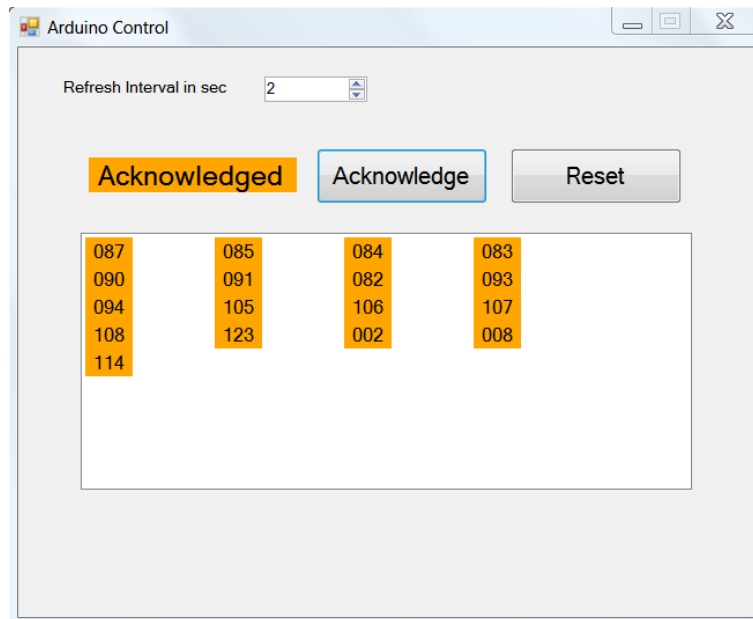 Arduino Control
Refresh Interval in sec 2
Acknowledged Acknowledge Reset
087 085 084 083
090 091 082 093
094 105 106 107
108 123 002 008
114